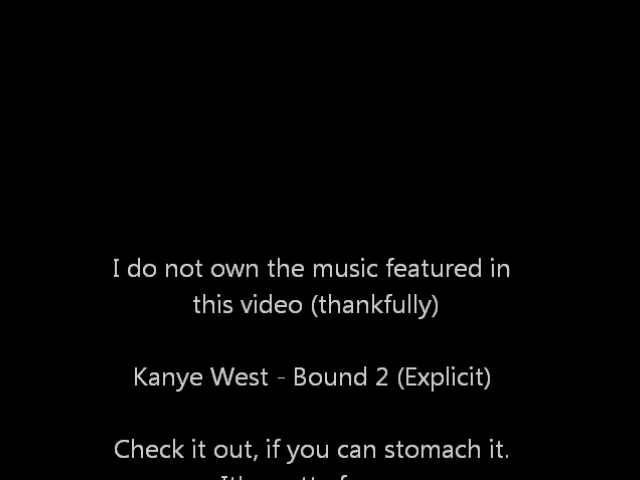 I do not own the music featured in
this video (thankfully)
Kanye West - Bound 2 (Explicit)
Check it out, if you can stomach it.